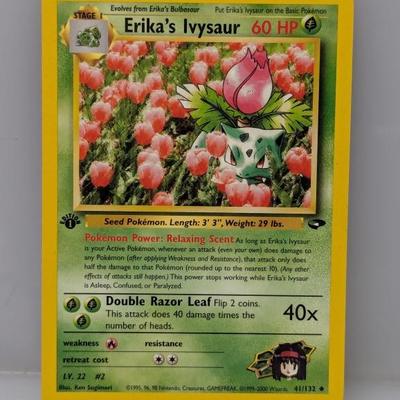 STAGE 1
Evolves from Erika's Bulbasaur Put Erika's Ivysaur on the Basic Pokémon
Erika's Ivysaur 60 HP
EDITION
1
Seed Pokémon. Length: 3' 3", Weight: 29 lbs.
Pokémon Power: Relaxing Scent As long as Erika's Ivysaur
is your Active Pokémon, whenever an attack (even your own) does damage
to any Pokémon (after applying Weakness and Resistance), that attack only does
half the damage to that Pokémon (rounded up to the nearest 10). (Any other
effects of attacks still happen.) This power stops working while Erika's Ivysaur
is Asleep, Confused, or Paralyzed.
Double Razor Leaf Flip 2 coins.
This attack does 40 damage times the
number of heads.
40x
weakness resistance
retreat cost
LV. 22 #2
Illus. Ken Sugimori ©1995, 96, 98 Nintendo, Creatures, GAMEFREAK. ©1999-2000 Wizards. 41/132